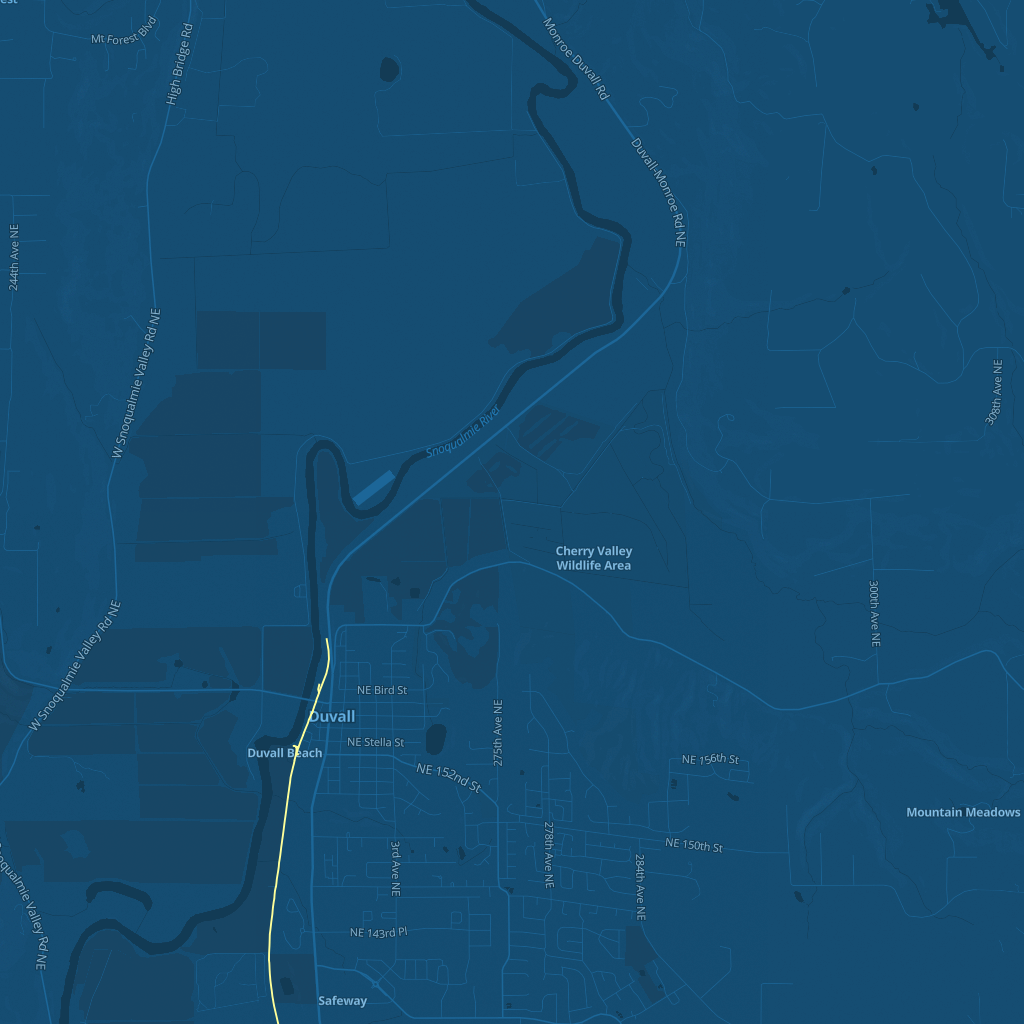 est
Mt Forest Blvd
High Bridge Rd
Monroe Duvall Rd
Duvall-Monroe Rd NE
244th Ave NE
W Snoqualmie Valley Rd NE
308th Ave NE
Snoqualmie River
Cherry Valley
Wildlife Area
300th Ave NE
W Snoqualmie Valley Rd NE
NE Bird St
Duvall
275th Ave NE
NE Stella St
Duvall Beach
NE 152nd St
NE 156th St
Mountain Meadows
278th Ave NE
NE 150th St
3rd Ave NE
284th Ave NE
Snoqualmie Valley Rd NE
NE 143rd Pl
Safeway